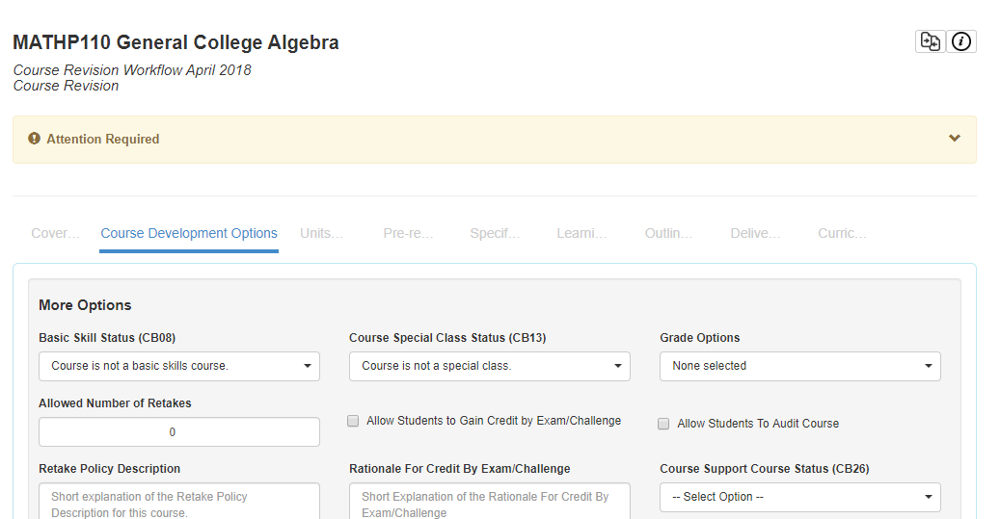 MATHP110 General College Algebra
Course Revision Workflow April 2018
Course Revision
Attention Required
Cover... Course Development Options Units... Pre-re... Specif... Learni... Outlin... Delive... Curric...
More Options
Basic Skill Status (CB08) Course Special Class Status (CB13) Grade Options
Course is not a basic skills course. Course is not a special class. None selected
Allowed Number of Retakes
0 Allow Students to Gain Credit by Exam/Challenge Allow Students To Audit Course
Retake Policy Description Rationale For Credit By Exam/Challenge Course Support Course Status (CB26)
Short explanation of the Retake Policy Short Explanation of the Rationale For Credit By -- Select Option --
Description for this course. Exam/Challenge